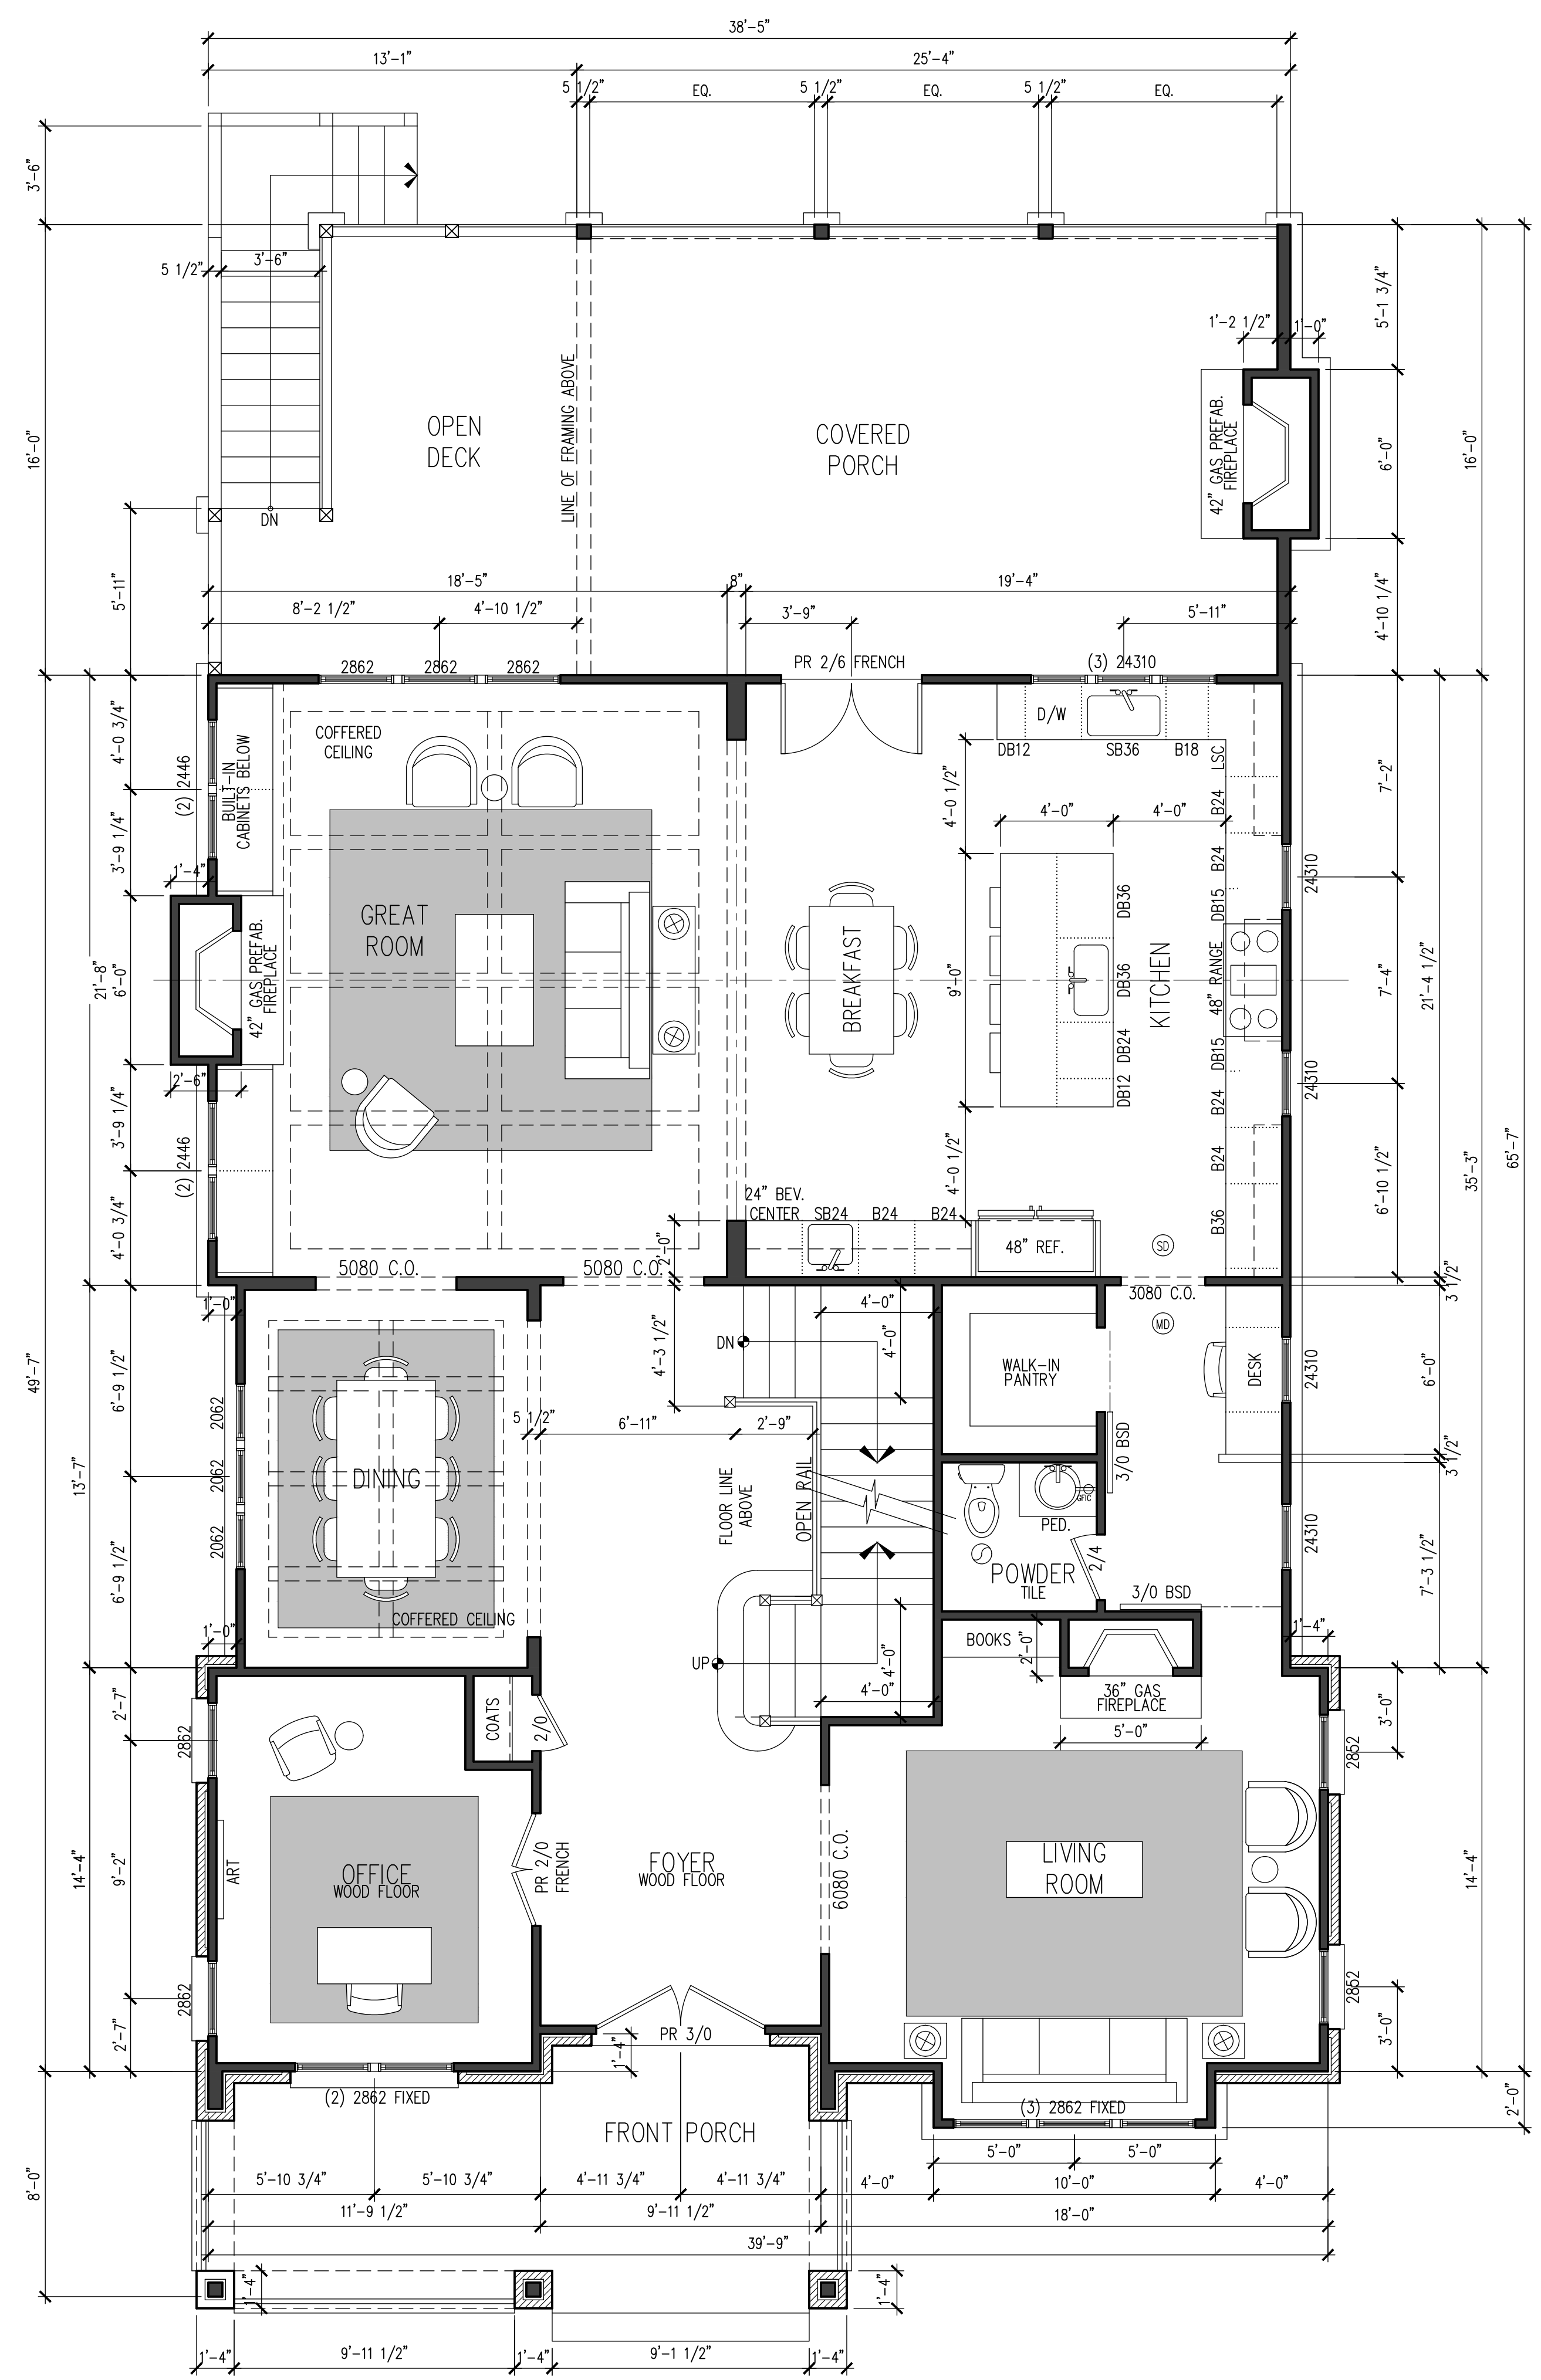 38'-5"
13'-1"
25'-4"
5 1/2"
EQ.
5 1/2"
EQ.
5 1/2"
EQ.
3'-6"
5 1/2"
3'-6"
16'-0"
5'-11"
DN
OPEN
DECK
LINE OF FRAMING ABOVE
COVERED
PORCH
1'-2 1/2"
1'-0"
42" GAS PREFAB.
FIREPLACE
5'-1 3/4"
6'-0"
4'-10 1/4"
16'-0"
18'-5"
8"
19'-4"
8'-2 1/2"
4'-10 1/2"
3'-9"
5'-11"
2862
2862
2862
PR 2/6 FRENCH
(3) 24310
4'-0 3/4"
3'-9 1/4"
(2) 2446
BUILT-IN
CABINETS BELOW
COFFERED
CEILING
1'-4"
21'-8"
6'-0"
42" GAS PREFAB.
FIREPLACE
2'-6"
3'-9 1/4"
4'-0 3/4"
(2) 2446
GREAT
ROOM
BREAKFAST
KITCHEN
D/W
DB12
SB36
B18
LSC
B24
B24
DB15
48" RANGE
DB15
B24
B24
B36
4'-0 1/2"
4'-0"
4'-0"
9'-0"
DB36
DB36
DB24
DB12
4'-0 1/2"
24310
24310
7'-2"
7'-4"
6'-10 1/2"
21'-4 1/2"
35'-3"
65'-7"
24" BEV.
CENTER
SB24
B24
B24
48" REF.
SD
2'-0"
5080 C.O.
5080 C.O.
3080 C.O.
MD
3 1/2"
1'-0"
49'-7"
13'-7"
6'-9 1/2"
6'-9 1/2"
2062
2062
2062
DINING
COFFERED CEILING
1'-0"
5 1/2"
6'-11"
2'-9"
4'-3 1/2"
4'-0"
4'-0"
DN
FLOOR LINE
ABOVE
OPEN RAIL
UP
4'-0"
4'-0"
WALK-IN
PANTRY
3/0 BSD
DESK
24310
24310
6'-0"
3 1/2"
7'-3 1/2"
PED.
GFIC
POWDER
TILE
2/4
3/0 BSD
1'-4"
BOOKS
2'-0"
36" GAS
FIREPLACE
5'-0"
2'-7"
14'-4"
9'-2"
2'-7"
2862
2862
COATS
2/0
ART
OFFICE
WOOD FLOOR
PR 2/0
FRENCH
FOYER
WOOD FLOOR
6080 C.O.
LIVING
ROOM
2852
2852
3'-0"
3'-0"
14'-4"
2'-0"
PR 3/0
1'-4"
(2) 2862 FIXED
FRONT PORCH
(3) 2862 FIXED
5'-0"
5'-0"
8'-0"
5'-10 3/4"
5'-10 3/4"
4'-11 3/4"
4'-11 3/4"
4'-0"
10'-0"
4'-0"
11'-9 1/2"
9'-11 1/2"
18'-0"
39'-9"
1'-4"
1'-4"
1'-4"
9'-11 1/2"
1'-4"
9'-1 1/2"
1'-4"